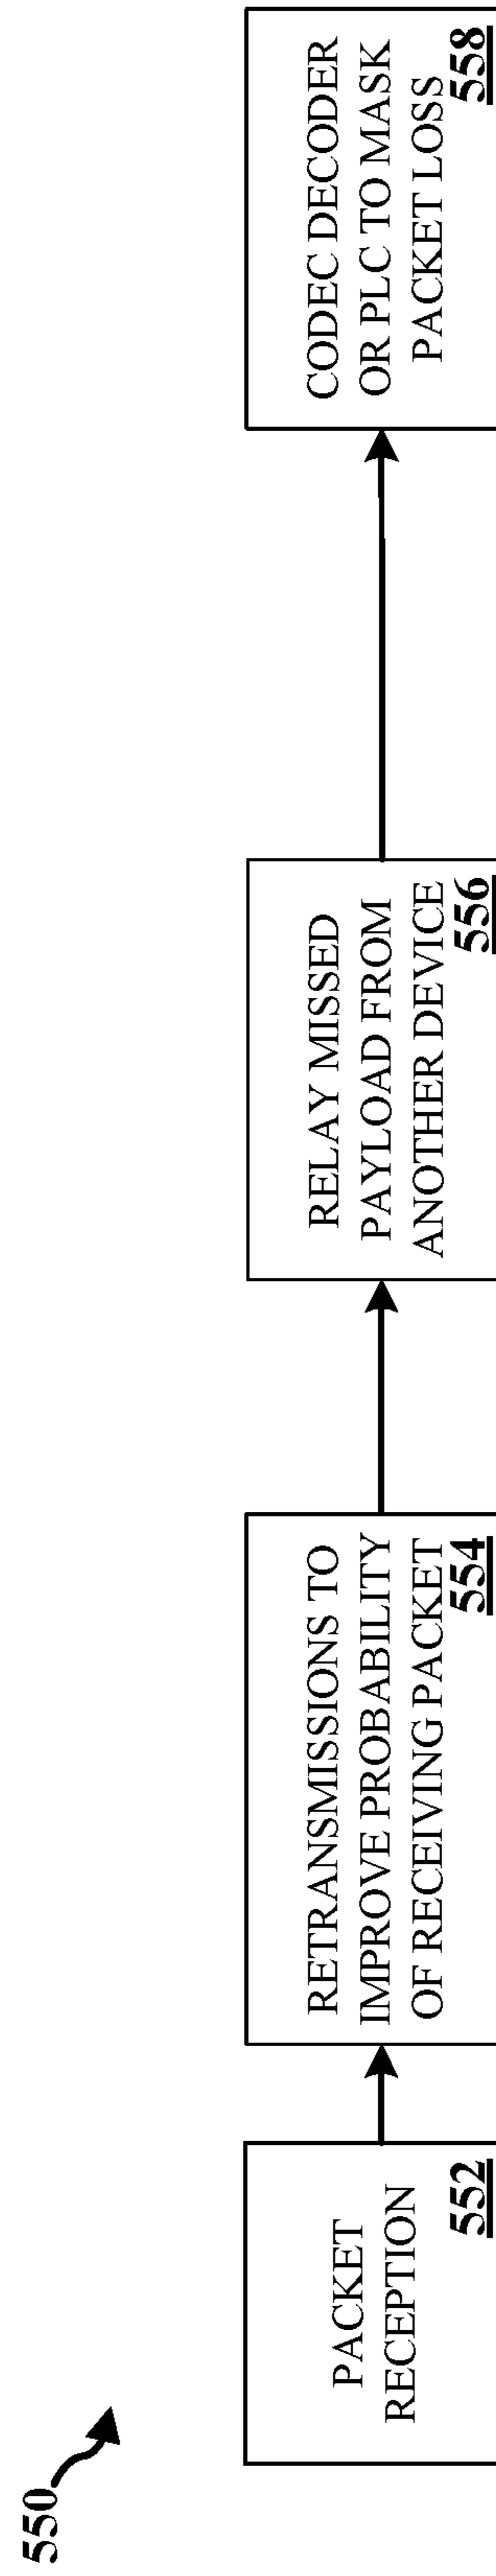 550
PACKET
RECEPTION
552
RETRANSMISSIONS TO
IMPROVE PROBABILITY
OF RECEIVING PACKET
554
RELAY MISSED
PAYLOAD FROM
ANOTHER DEVICE
556
CODEC DECODER
OR PLC TO MASK
PACKET LOSS
558